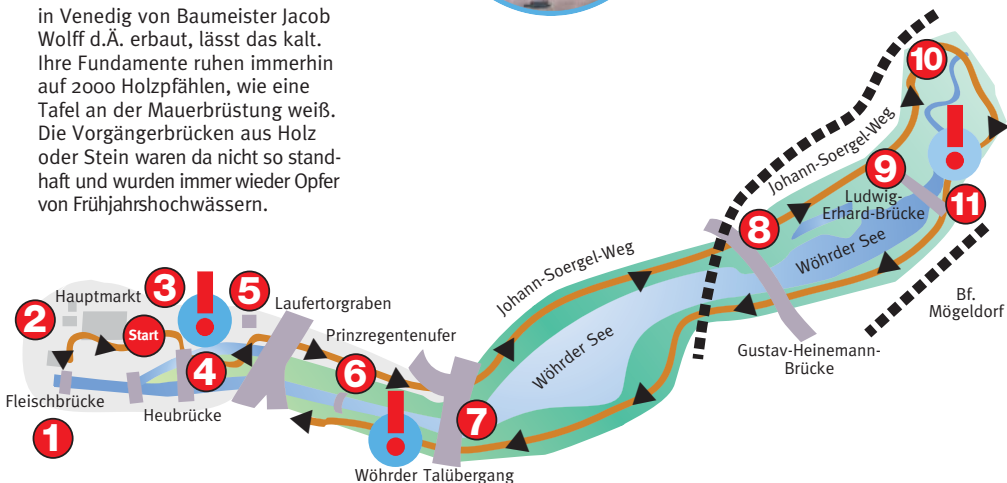 in Venedig von Baumeister Jacob
Wolff d.Ä. erbaut, lässt das kalt.
Ihre Fundamente ruhen immerhin
auf 2000 Holzpfählen, wie eine
Tafel an der Mauerbrüstung weiß.
Die Vorgängerbrücken aus Holz
oder Stein waren da nicht so stand-
haft und wurden immer wieder Opfer
von Frühjahrshochwässern.
10
!
Johann-Soergel-Weg
9
Ludwig-
Erhard-Brücke
11
8
Wöhrder See
Bf.
Mögeldorf
Johann-Soergel-Weg
3
!
5
Hauptmarkt
Laufertorgraben
2
Start
Prinzregentenufer
Wöhrder See
Gustav-Heinemann-
Brücke
4
6
Fleischbrücke
Heubrücke
!
7
1
Wöhrder Talübergang